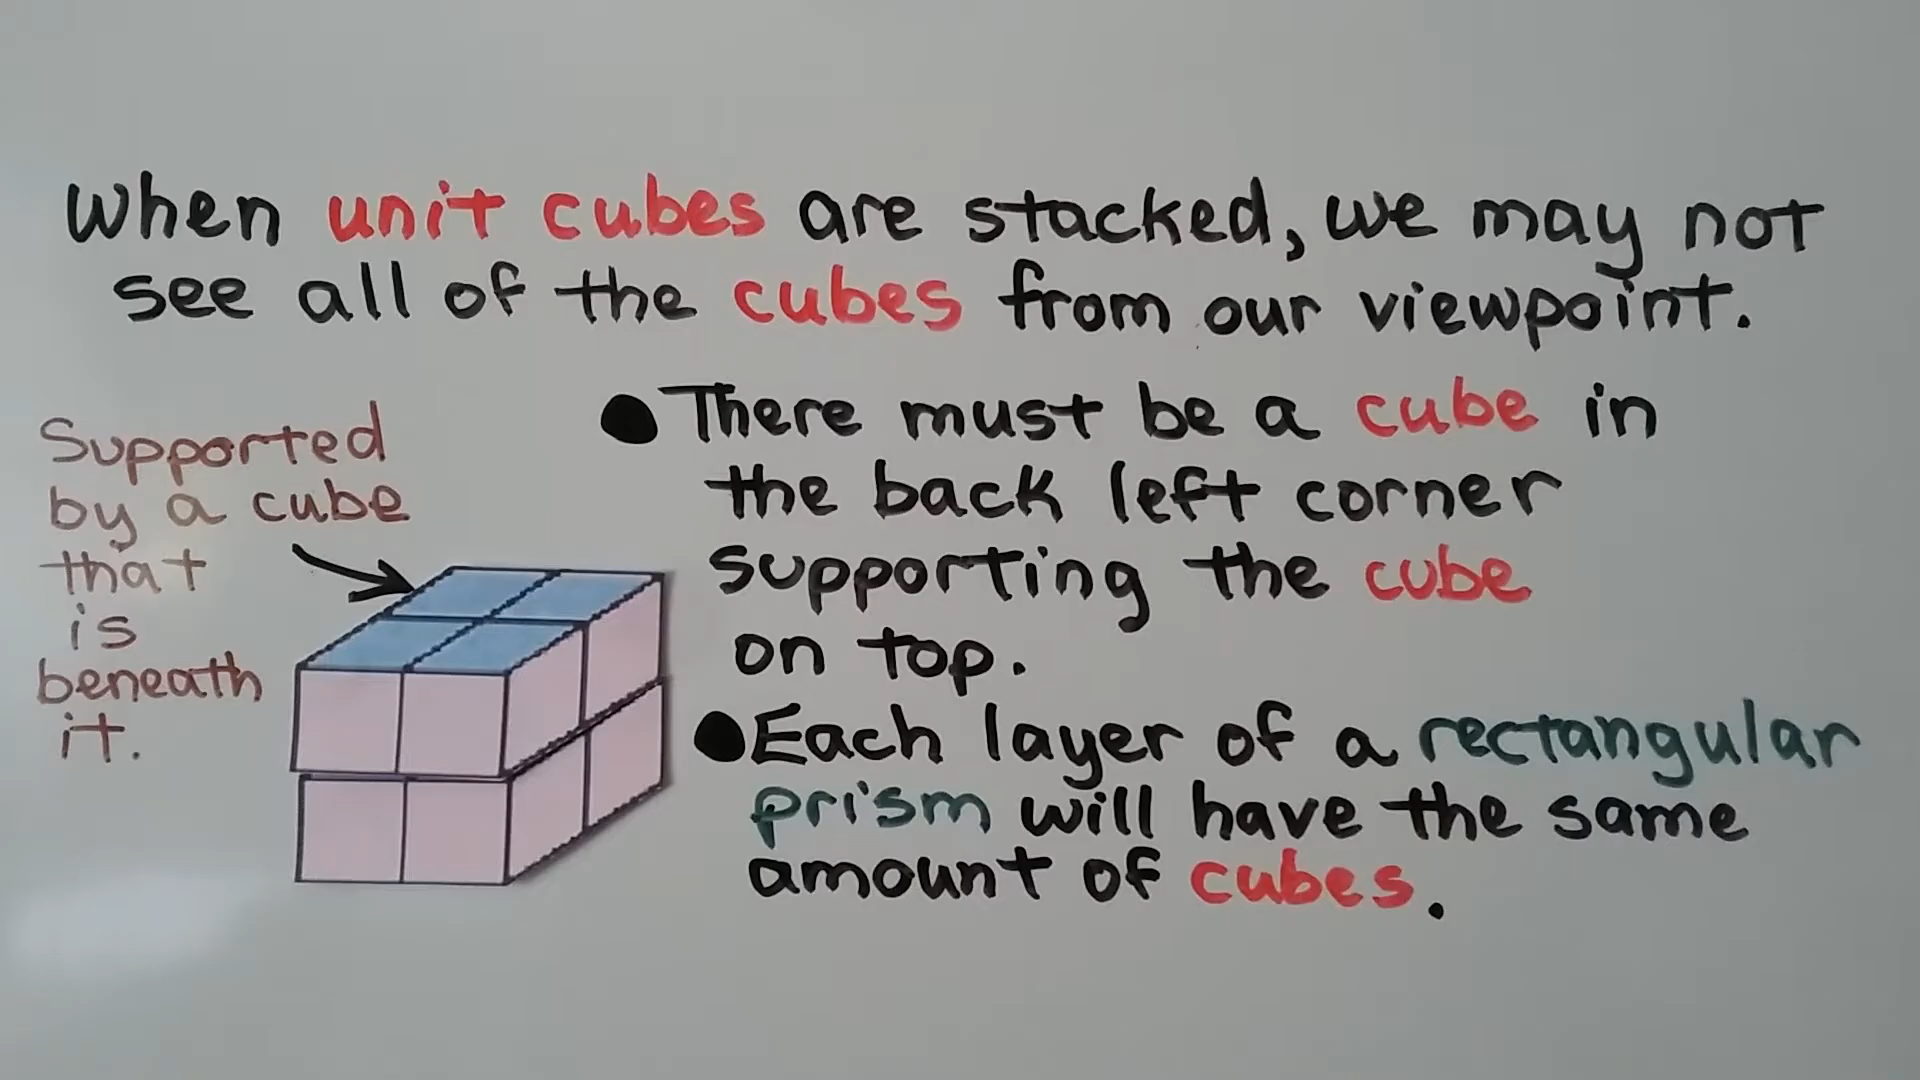 When unit cubes are stacked, we may not
see all of the cubes from our viewpoint.
Supported
by a cube
that
is
beneath
it.
● There must be a cube in
the back left corner
supporting the cube
on top.
● Each layer of a rectangular
prism will have the same
amount of cubes.